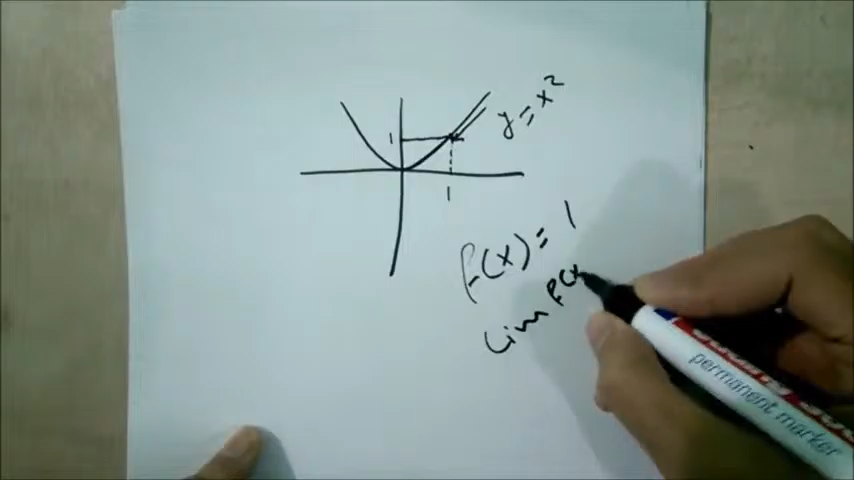 y = x²
1
1
f(x) = 1
Lim f(x
permanent marker